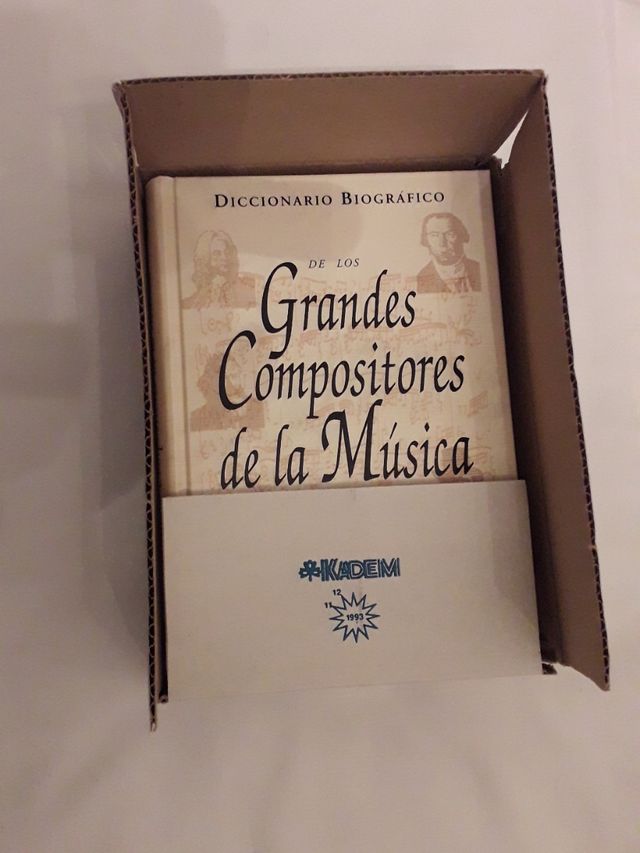 DICCIONARIO BIOGRÁFICO
DE LOS
Grandes
Compositores
de la Música
KADEM
12
11
1993